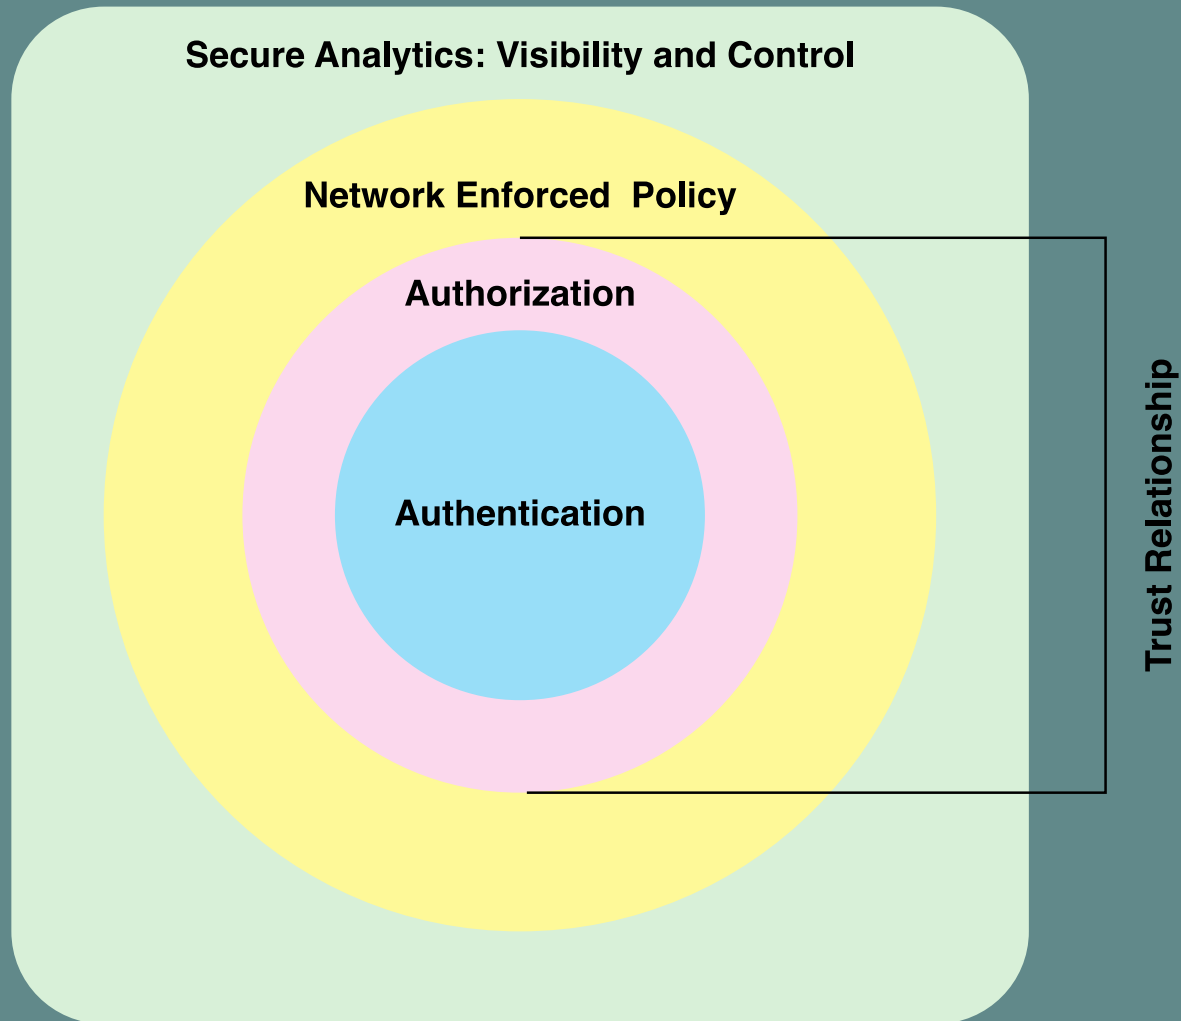 Secure Analytics: Visibility and Control
Network Enforced  Policy
Authorization
Authentication
Trust Relationship